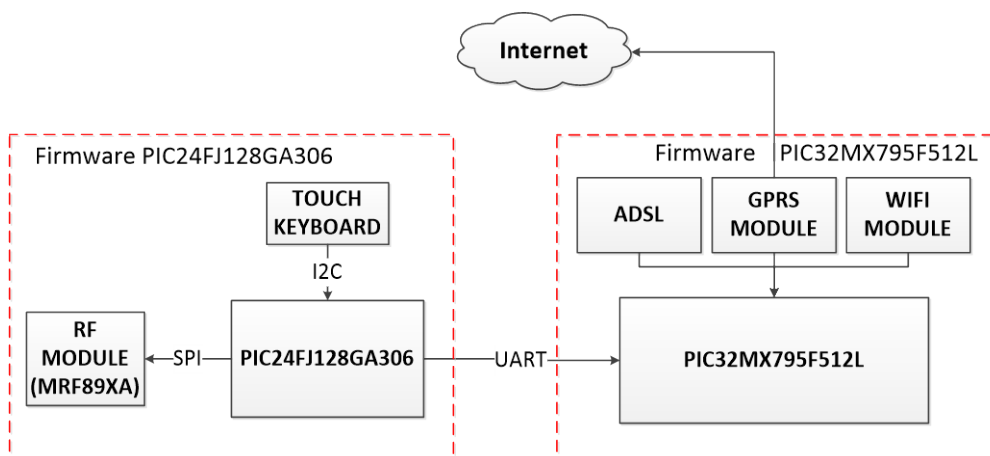 Internet
Firmware PIC24FJ128GA306
Firmware PIC32MX795F512L
TOUCH
KEYBOARD
ADSL
GPRS
MODULE
WIFI
MODULE
I2C
RF
MODULE
(MRF89XA)
SPI
PIC24FJ128GA306
UART
PIC32MX795F512L